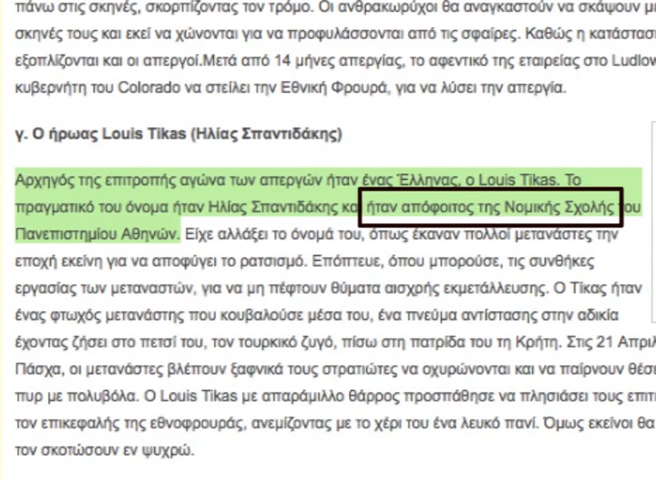 πάνω στις σκηνές, σκορπίζοντας τον τρόμο. Οι ανθρακωρύχοι θα αναγκαστούν να σκάψουν
σκηνές τους και εκεί να χώνονται για να προφυλάσσονται από τις σφαίρες. Καθώς η
εξοπλίζονται και οι απεργοί.Μετά από 14 μήνες απεργίας, το αφεντικό της εταιρείας στο Ludlow
κυβερνήτη του Colorado να στείλει την Εθνική Φρουρά, για να λύσει την απεργία.
γ. Ο ήρωας Louis Tikas (Ηλίας Σπαντιδάκης)
Αρχηγός της επιτροπής αγώνα των απεργών ήταν ένας Έλληνας, ο Louis Tikas. Το
πραγματικό του όνομα ήταν Ηλίας Σπαντιδάκης και ήταν απόφοιτος της Νομικής Σχολής του
Πανεπιστημίου Αθηνών. Είχε αλλάξει το όνομά του, όπως έκαναν πολλοί μετανάστες την
εποχή εκείνη για να αποφύγει το ρατσισμό. Επόπτευε, όπου μπορούσε, τις συνθήκες
εργασίας των μεταναστών, για να μη πέφτουν θύματα αισχρής εκμετάλλευσης. Ο Τίκας ήταν
ένας φτωχός μετανάστης που κουβαλούσε μέσα του, ένα πνεύμα αντίστασης στην αδικία
έχοντας ζήσει στο πετσί του, τον τουρκικό ζυγό, πίσω στη πατρίδα του τη Κρήτη. Στις 21
Πάσχα, οι μετανάστες βλέπουν ξαφνικά τους στρατιώτες να οχυρώνονται και να παίρνουν
πυρ με πολυβόλα. Ο Louis Tikas με απαράμιλλο θάρρος προσπάθησε να πλησιάσει τους
τον επικεφαλής της εθνοφρουράς, ανεμίζοντας με το χέρι του ένα λευκό πανί. Όμως εκείνοι θα
τον σκοτώσουν εν ψυχρώ.